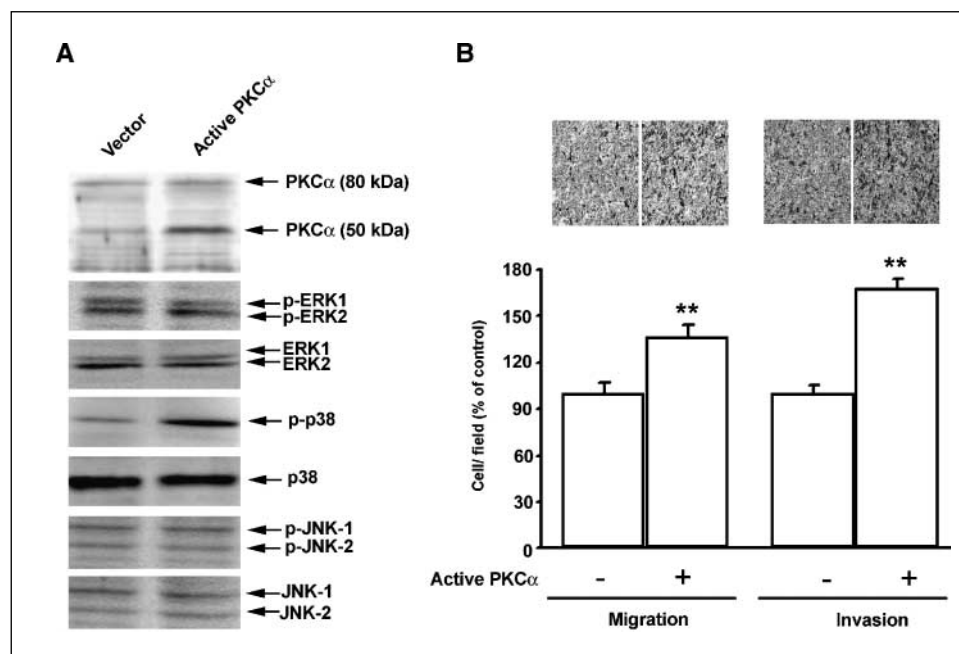 A
Vector
Active PKCα
PKCα (80 kDa)
PKCα (50 kDa)
p-ERK1
p-ERK2
ERK1
ERK2
p-p38
p38
p-JNK-1
p-JNK-2
JNK-1
JNK-2
B
Cell/ field (% of control)
180
150
120
90
60
30
0
**
**
Active PKCα - + - +
Migration Invasion